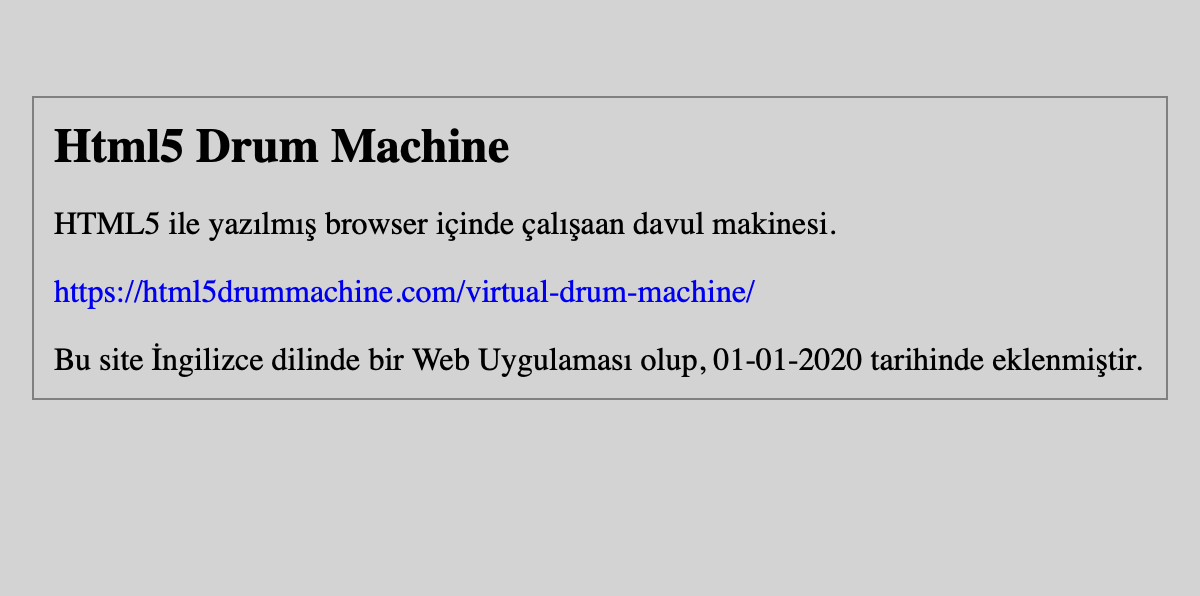 Html5 Drum Machine
HTML5 ile yazılmış browser içinde çalışaan davul makinesi.
https://html5drummachine.com/virtual-drum-machine/
Bu site İngilizce dilinde bir Web Uygulaması olup, 01-01-2020 tarihinde eklenmiştir.